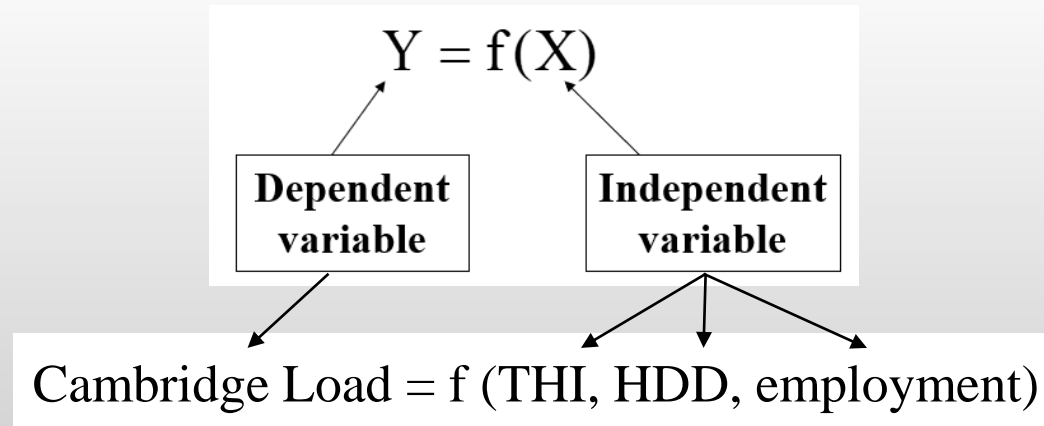 Y = f(X)
Dependent
variable
Independent
variable
Cambridge Load = f (THI, HDD, employment)